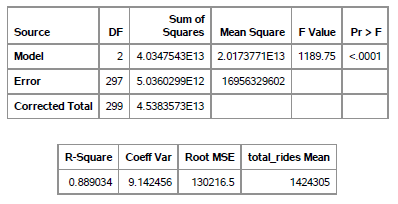 Source DF Sum of Squares Mean Square F Value Pr > F
Model 2 4.0347543E13 2.0173771E13 1189.75 <.0001
Error 297 5.0360299E12 16956329602
Corrected Total 299 4.5383573E13
R-Square Coeff Var Root MSE total_rides Mean
0.889034 9.142456 130216.5 1424305